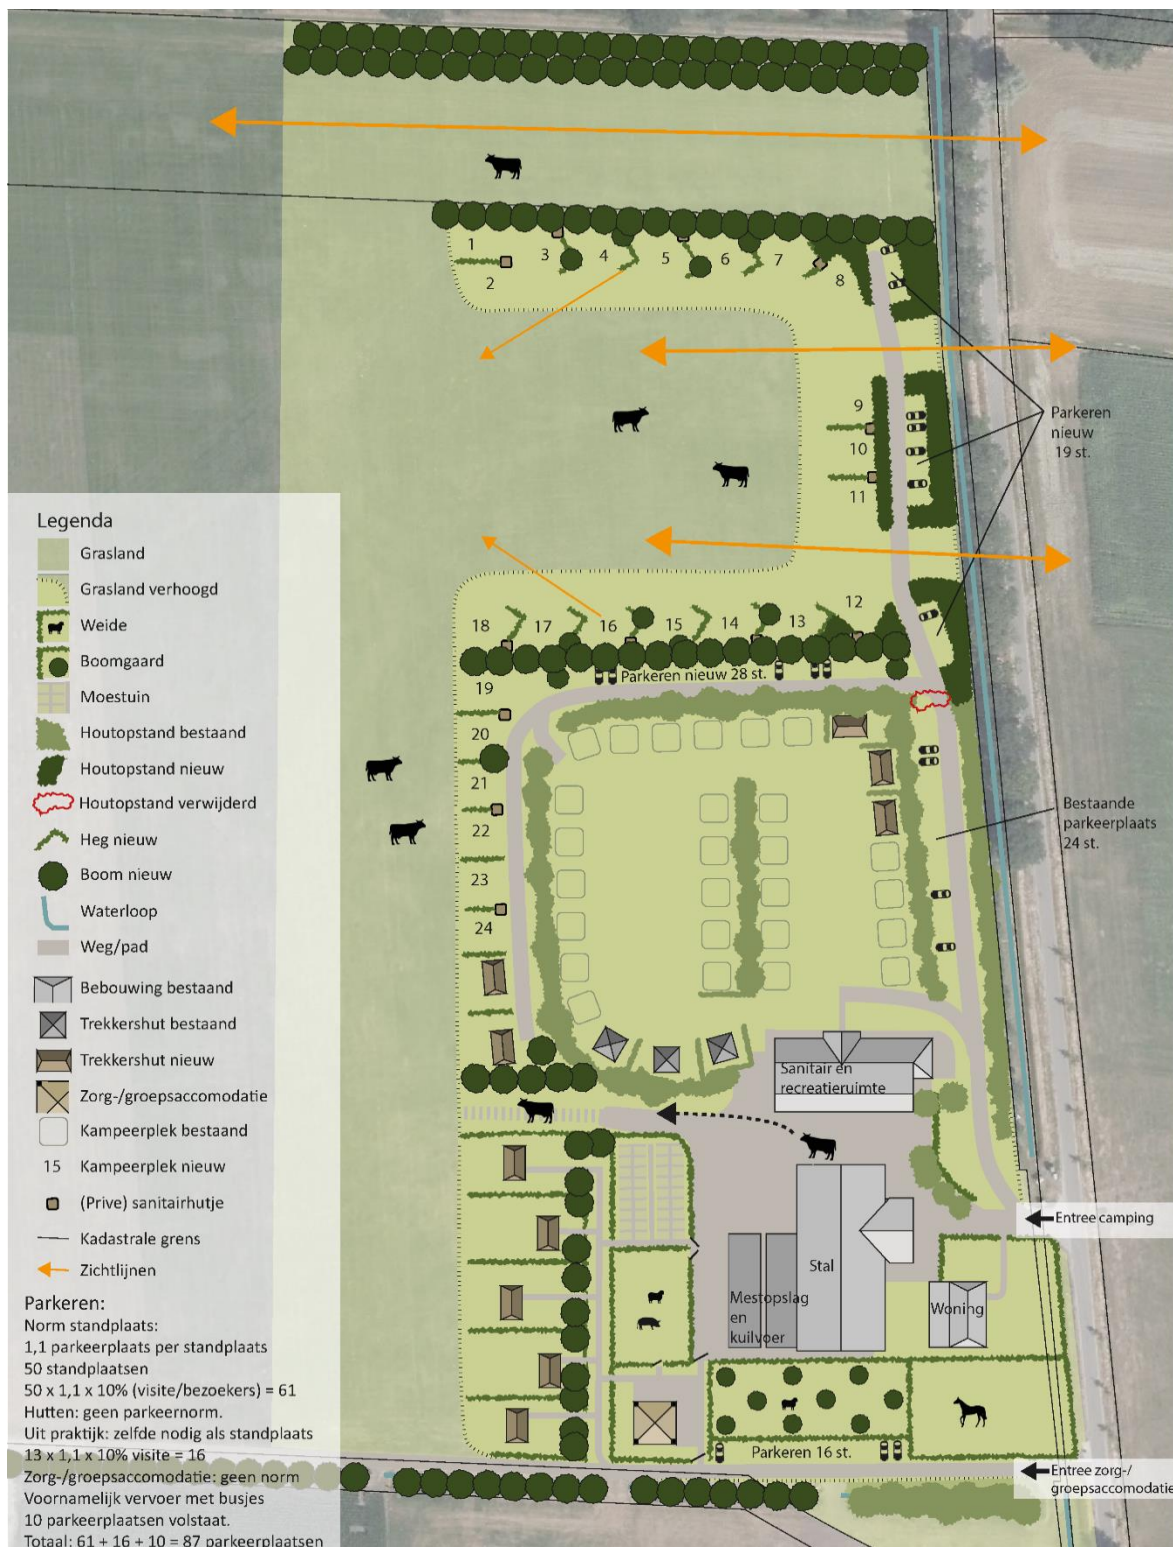 1
2
3
4
5
6
7
8
9
10
11
Parkeren
nieuw
19 st.
12
13
14
15
16
17
18
Parkeren nieuw 28 st.
19
20
21
22
23
24
Bestaande
parkeerplaats
24 st.
Sanitair en
recreatieruimte
Entree camping
Stal
Mestopslag
en
kuilvoer
Woning
Parkeren 16 st.
Entree zorg-/
groepsaccomodatie
Legenda
Grasland
Grasland verhoogd
Weide
Boomgaard
Moestuin
Houtopstand bestaand
Houtopstand nieuw
Houtopstand verwijderd
Heg nieuw
Boom nieuw
Waterloop
Weg/pad
Bebouwing bestaand
Trekkershut bestaand
Trekkershut nieuw
Zorg-/groepsaccomodatie
Kampeerplek bestaand
15 Kampeerplek nieuw
(Prive) sanitairhutje
Kadastrale grens
Zichtlijnen
Parkeren:
Norm standplaats:
1,1 parkeerplaats per standplaats
50 standplaatsen
50 x 1,1 x 10% (visite/bezoekers) = 61
Hutten: geen parkeernorm.
Uit praktijk: zelfde nodig als standplaats
13 x 1,1 x 10% visite = 16
Zorg-/groepsaccomodatie: geen norm
Voornamelijk vervoer met busjes
10 parkeerplaatsen volstaat.
Totaal: 61 + 16 + 10 = 87 parkeerplaatsen